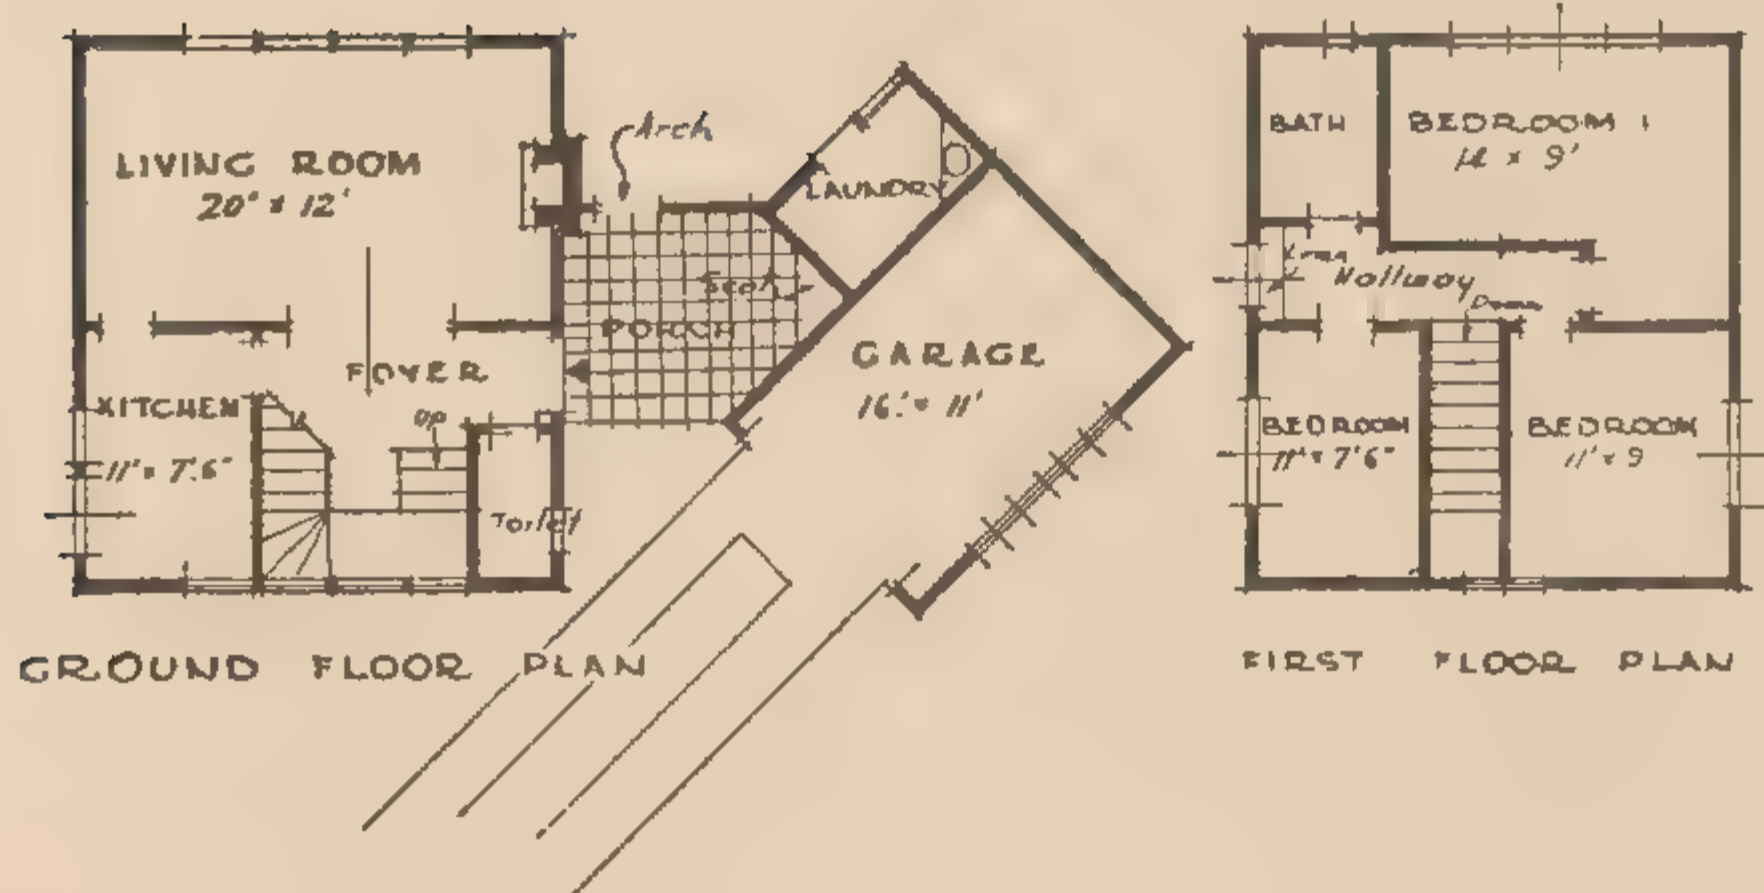 Arch
LIVING ROOM
20' x 12'
LAUNDRY
Seat
PORCH
GARAGE
16' x 11'
FOYER
KITCHEN
UP
11' x 7'6"
Toilet
GROUND FLOOR PLAN
BATH
BEDROOM 1
x 9'
Linen
Hallway
Down
BEDROOM
11' x 7'6"
BEDROOM
11' x 9
FIRST FLOOR PLAN